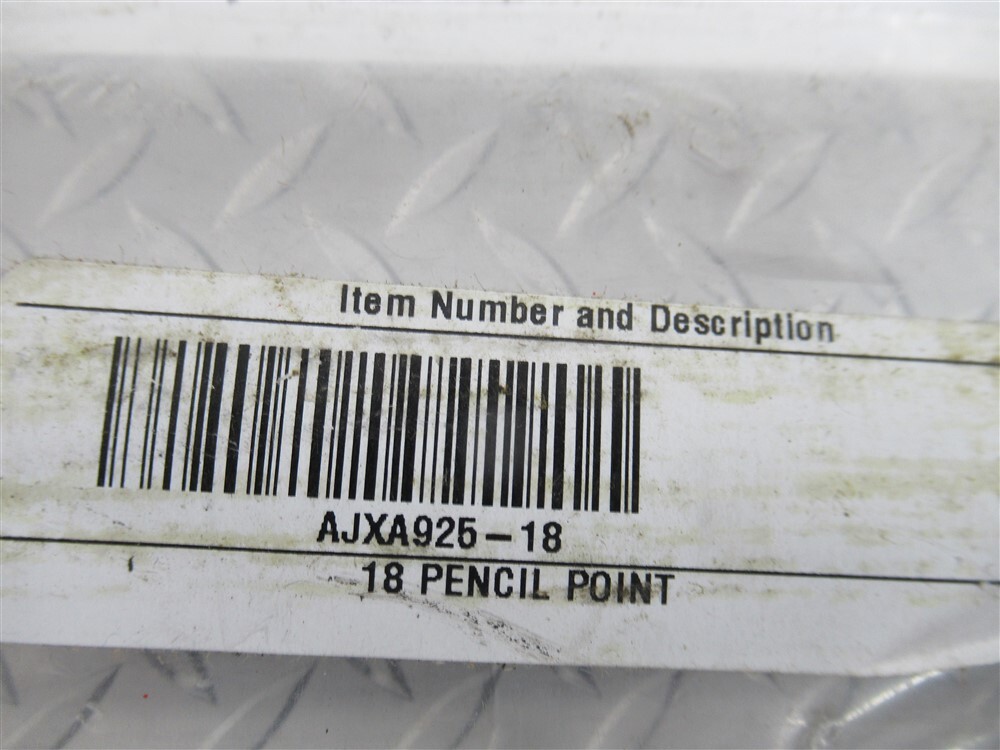 Item Number and Description
AJXA925-18
18 PENCIL POINT